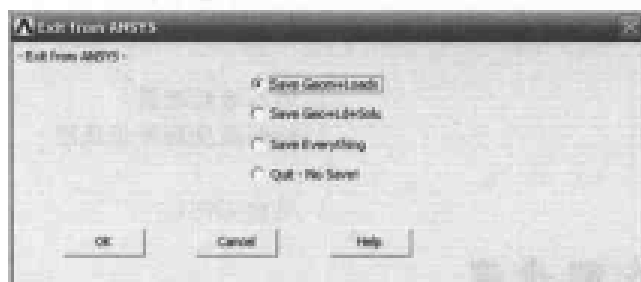 Exit from ANSYS
- Exit from ANSYS -
Save Geom+Loads
Save Geo+Ld+Solu
Save Everything
Quit - No Save!
OK
Cancel
Help